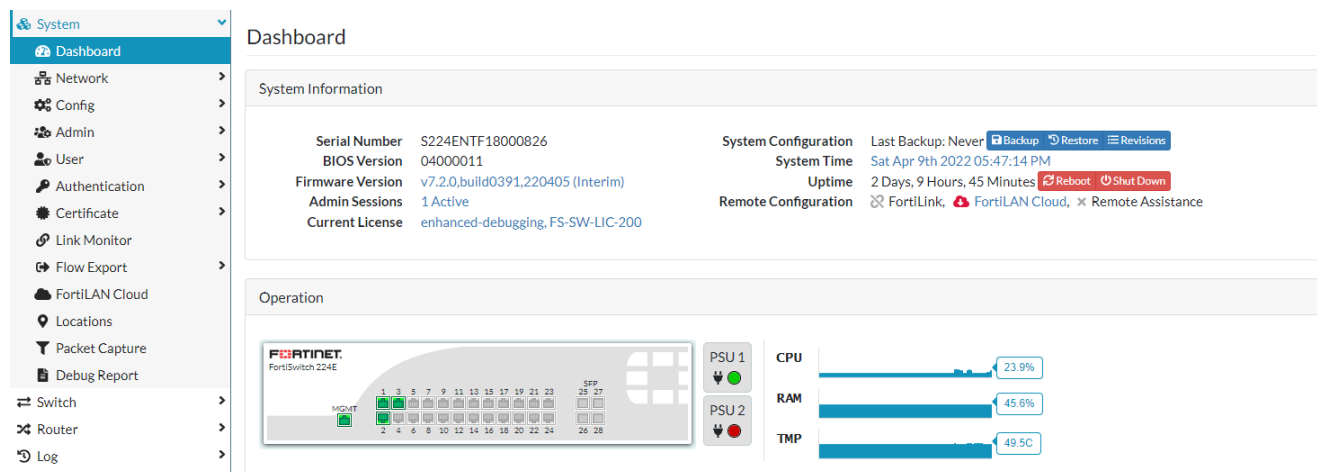 System
Dashboard
Network
Config
Admin
User
Authentication
Certificate
Link Monitor
Flow Export
FortiLAN Cloud
Locations
Packet Capture
Debug Report
Switch
Router
Log
Dashboard
System Information
Serial Number S224ENTF18000826
BIOS Version 04000011
Firmware Version v7.2.0,build0391,220405 (Interim)
Admin Sessions 1 Active
Current License enhanced-debugging, FS-SW-LIC-200
System Configuration Last Backup: Never Backup Restore Revisions
System Time Sat Apr 9th 2022 05:47:14 PM
Uptime 2 Days, 9 Hours, 45 Minutes Reboot Shut Down
Remote Configuration FortiLink, FortiLAN Cloud, Remote Assistance
Operation
FORTINET.
FortiSwitch 224E
SFP
1 3 5 7 9 11 13 15 17 19 21 23 25 27
MGMT
2 4 6 8 10 12 14 16 18 20 22 24 26 28
PSU 1
PSU 2
CPU 23.9%
RAM 45.6%
TMP 49.5C